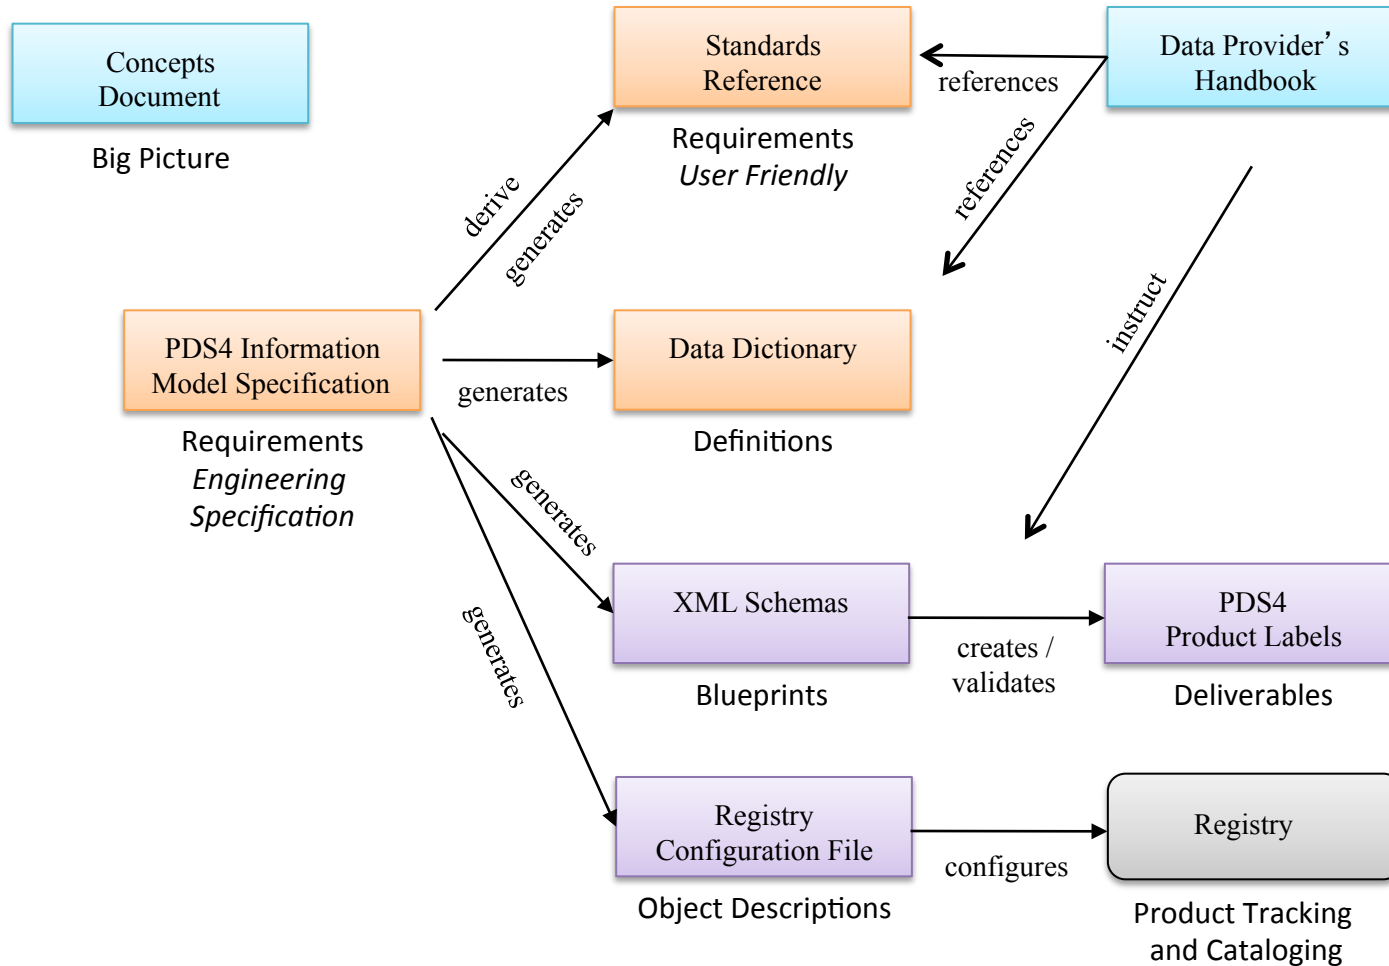 Concepts
Document
Big Picture
Standards
Reference
Requirements
User Friendly
references
Data Provider’s
Handbook
references
derive
generates
instruct
PDS4 Information
Model Specification
Requirements
Engineering
Specification
generates
Data Dictionary
Definitions
generates
XML Schemas
Blueprints
creates /
validates
PDS4
Product Labels
Deliverables
generates
Registry
Configuration File
Object Descriptions
configures
Registry
Product Tracking
and Cataloging